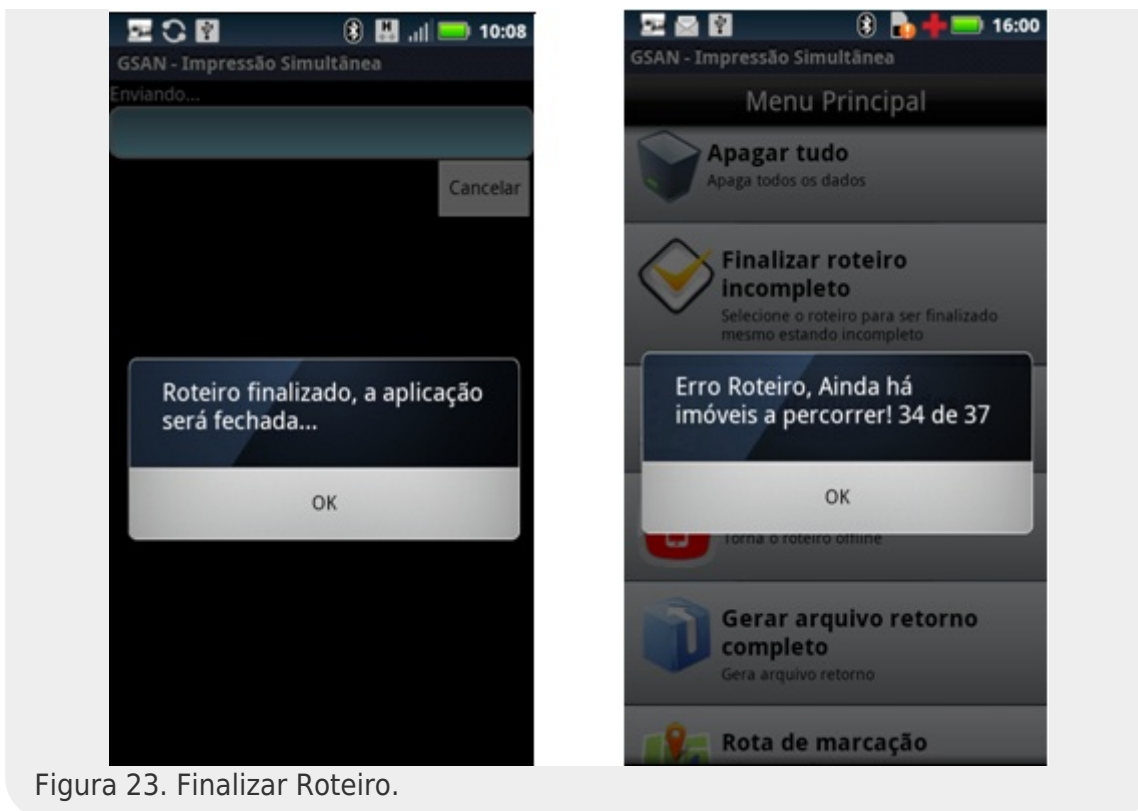 10:08
GSAN - Impressão Simultânea
Enviando...
Cancelar
Roteiro finalizado, a aplicação
será fechada...
OK
16:00
GSAN - Impressão Simultânea
Menu Principal
Apagar tudo
Apaga todos os dados
Finalizar roteiro
incompleto
Selecione o roteiro para ser finalizado
mesmo estando incompleto
Erro Roteiro, Ainda há
imóveis a percorrer! 34 de 37
OK
Torna o roteiro offline
Gerar arquivo retorno
completo
Gera arquivo retorno
Rota de marcação
Figura 23. Finalizar Roteiro.